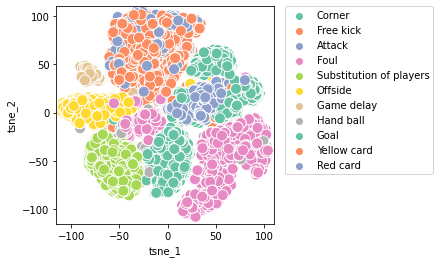 100
50
0
-50
-100
tsne_2
-100
-50
0
50
100
tsne_1
Corner
Free kick
Attack
Foul
Substitution of players
Offside
Game delay
Hand ball
Goal
Yellow card
Red card